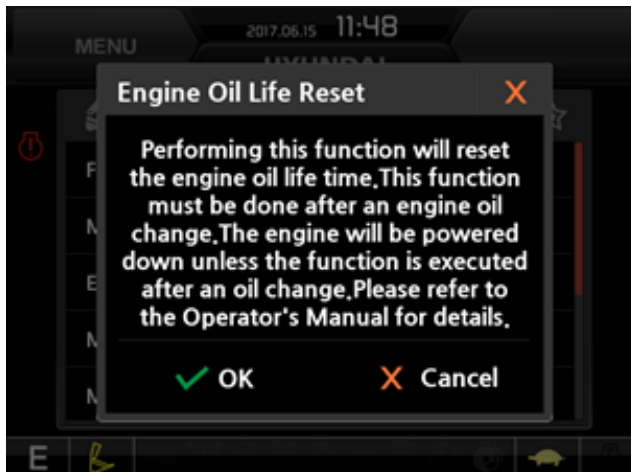 2017.06.15 11:48
MENU
HYUNDAI
Engine Oil Life Reset X
Performing this function will reset
the engine oil life time.This function
must be done after an engine oil
change.The engine will be powered
down unless the function is executed
after an oil change.Please refer to
the Operator's Manual for details.
OK X Cancel
F
M
E
M
M
E